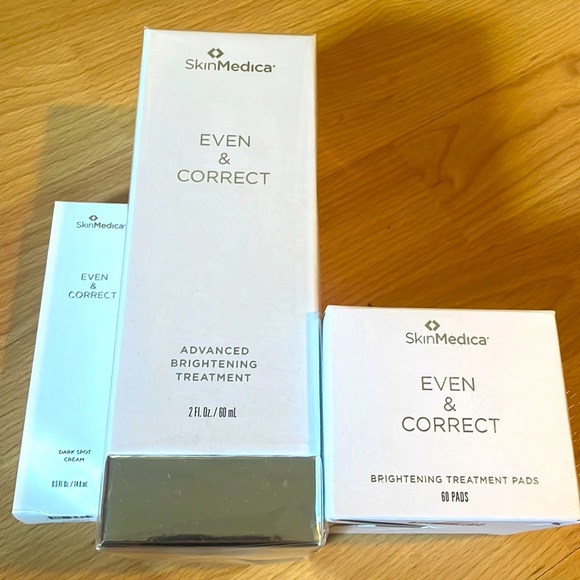 SkinMedica®
EVEN
&
CORRECT
DARK SPOT
CREAM
0.5 Fl. Oz. / 14.8 mL
SkinMedica®
EVEN
&
CORRECT
ADVANCED
BRIGHTENING
TREATMENT
2 Fl. Oz. / 60 mL
SkinMedica®
EVEN
&
CORRECT
BRIGHTENING TREATMENT PADS
60 PADS